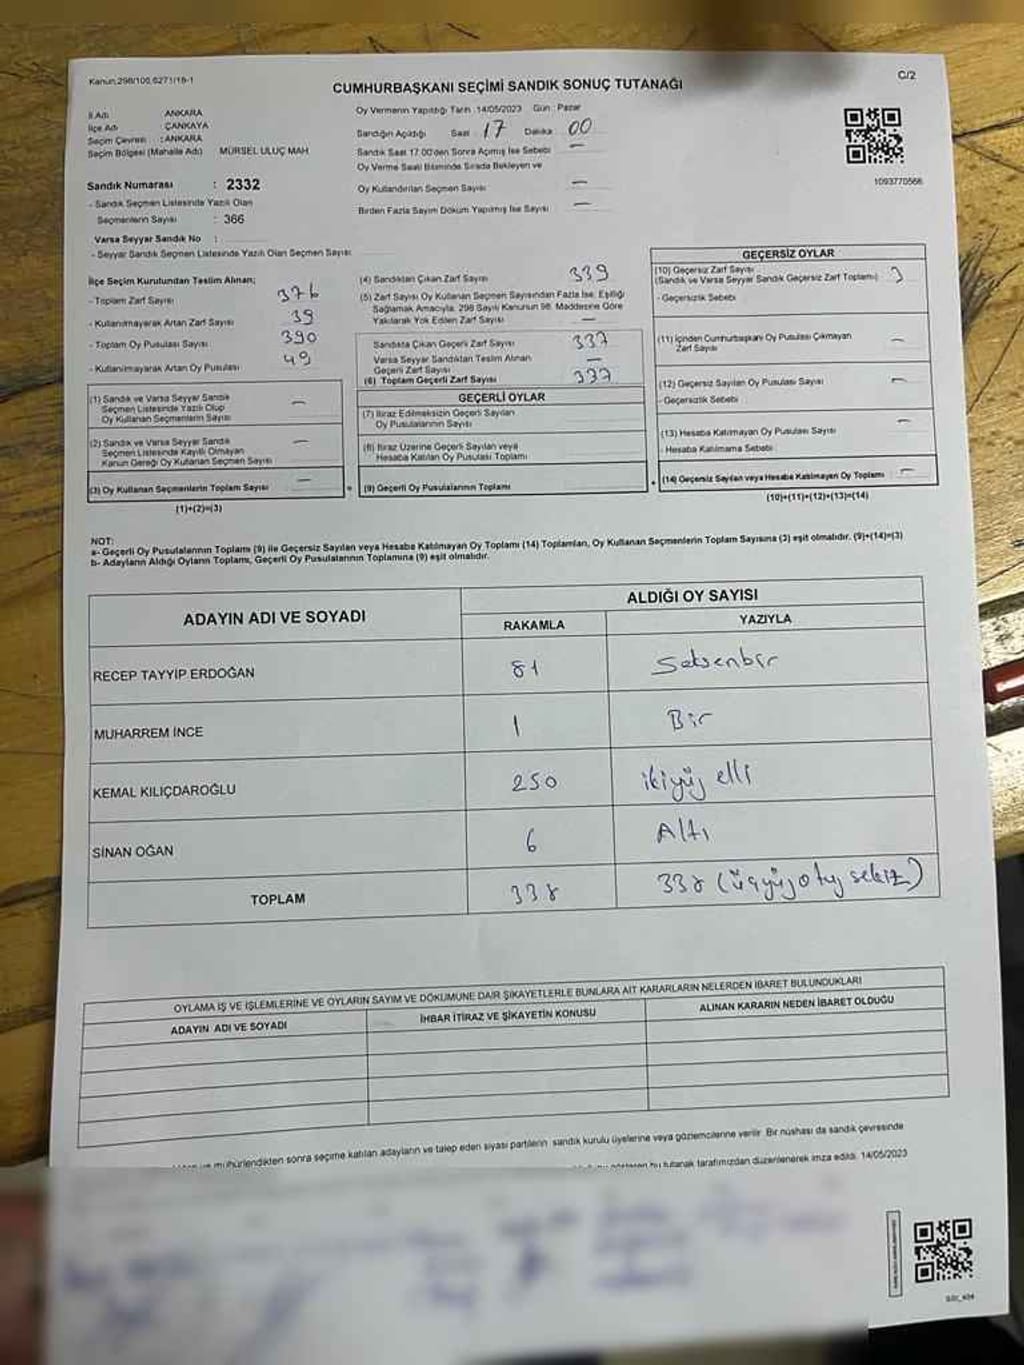 Kanun.298/100,6271/18-1
C/2
CUMHURBAŞKANI SEÇİMİ SANDIK SONUÇ TUTANAĞI
İl Adı ANKARA
İlçe Adı ÇANKAYA
Seçim Çevresi : ANKARA
Seçim Bölgesi (Mahalle Adı) MÜRSEL ULUÇ MAH
Sandık Numarası : 2332
- Sandık Seçmen Listesinde Yazılı Olan
Seçmenlerin Sayısı : 366
Varsa Seyyar Sandık No :
- Seyyar Sandık Seçmen Listesinde Yazılı Olan Seçmen Sayısı
Oy Vermenin Yapıldığı Tarih :14/05/2023 Gün : Pazar
Sandığın Açıldığı Saat : 17 Dakika : 00
Sandık Saat 17.00'den Sonra Açılmış İse Sebebi –
Oy Verme Saati Bitiminde Sırada Bekleyen ve
Oy Kullandırılan Seçmen Sayısı –
Birden Fazla Sayım Döküm Yapılmış İse Sayısı –
1093770566
İlçe Seçim Kurulundan Teslim Alınan;
- Toplam Zarf Sayısı 376
- Kullanılmayarak Artan Zarf Sayısı 39
- Toplam Oy Pusulası Sayısı 390
- Kullanılmayarak Artan Oy Pusulası 49
(1) Sandık ve Varsa Seyyar Sandık
Seçmen Listesinde Yazılı Olup
Oy Kullanan Seçmenlerin Sayısı –
(2) Sandık ve Varsa Seyyar Sandık
Seçmen Listesinde Kayıtlı Olmayan
Kanun Gereği Oy Kullanan Seçmen Sayısı –
(3) Oy Kullanan Seçmenlerin Toplam Sayısı –
(1)+(2)=(3)
(4) Sandıktan Çıkan Zarf Sayısı 339
(5) Zarf Sayısı Oy Kullanan Seçmen Sayısından Fazla İse, Eşitliği
Sağlamak Amacıyla, 298 Sayılı Kanunun 98. Maddesine Göre
Yakılarak Yok Edilen Zarf Sayısı –
Sandıkta Çıkan Geçerli Zarf Sayısı 337
Varsa Seyyar Sandıktan Teslim Alınan
Geçerli Zarf Sayısı –
(6) Toplam Geçerli Zarf Sayısı 337
GEÇERLİ OYLAR
(7) İtiraz Edilmeksizin Geçerli Sayılan
Oy Pusulalarının Sayısı
(8) İtiraz Üzerine Geçerli Sayılan veya
Hesaba Katılan Oy Pusulası Toplamı
(9) Geçerli Oy Pusulalarının Toplamı
GEÇERSİZ OYLAR
(10) Geçersiz Zarf Sayısı
(Sandık ve Varsa Seyyar Sandık Geçersiz Zarf Toplamı)
- Geçersizlik Sebebi
(11) İçinden Cumhurbaşkanı Oy Pusulası Çıkmayan
Zarf Sayısı –
(12) Geçersiz Sayılan Oy Pusulası Sayısı –
- Geçersizlik Sebebi
(13) Hesaba Katılmayan Oy Pusulası Sayısı –
- Hesaba Katılmama Sebebi
(14) Geçersiz Sayılan veya Hesaba Katılmayan Oy Toplamı –
(10)+(11)+(12)+(13)=(14)
NOT:
a- Geçerli Oy Pusulalarının Toplamı (9) ile Geçersiz Sayılan veya Hesaba Katılmayan Oy Toplamı (14) Toplamları, Oy Kullanan Seçmenlerin Toplam Sayısına (3) eşit olmalıdır. (9)+(14)=(3)
b- Adayların Aldığı Oyların Toplamı, Geçerli Oy Pusulalarının Toplamına (9) eşit olmalıdır.
ADAYIN ADI VE SOYADI ALDIĞI OY SAYISI
RAKAMLA YAZIYLA
RECEP TAYYİP ERDOĞAN 81 Seksenbir
MUHARREM İNCE 1 Bir
KEMAL KILIÇDAROĞLU 250 ikiyüz elli
SİNAN OĞAN 6 Altı
TOPLAM 338 338 (üçyüzotuz sekiz)
OYLAMA İŞ VE İŞLEMLERİNE VE OYLARIN SAYIM VE DÖKÜMÜNE DAİR ŞİKAYETLERLE BUNLARA AİT KARARLARIN NELERDEN İBARET BULUNDUKLARI
ADAYIN ADI VE SOYADI İHBAR İTİRAZ VE ŞİKAYETİN KONUSU ALINAN KARARIN NEDEN İBARET OLDUĞU
mühürlendikten sonra seçime katılan adayların ve talep eden siyasi partilerin sandık kurulu üyelerine veya gözlemcilerine verilir. Bir nüshası da sandık çevresinde
bu tutanak tarafımızdan düzenlenerek imza edildi. 14/05/2023